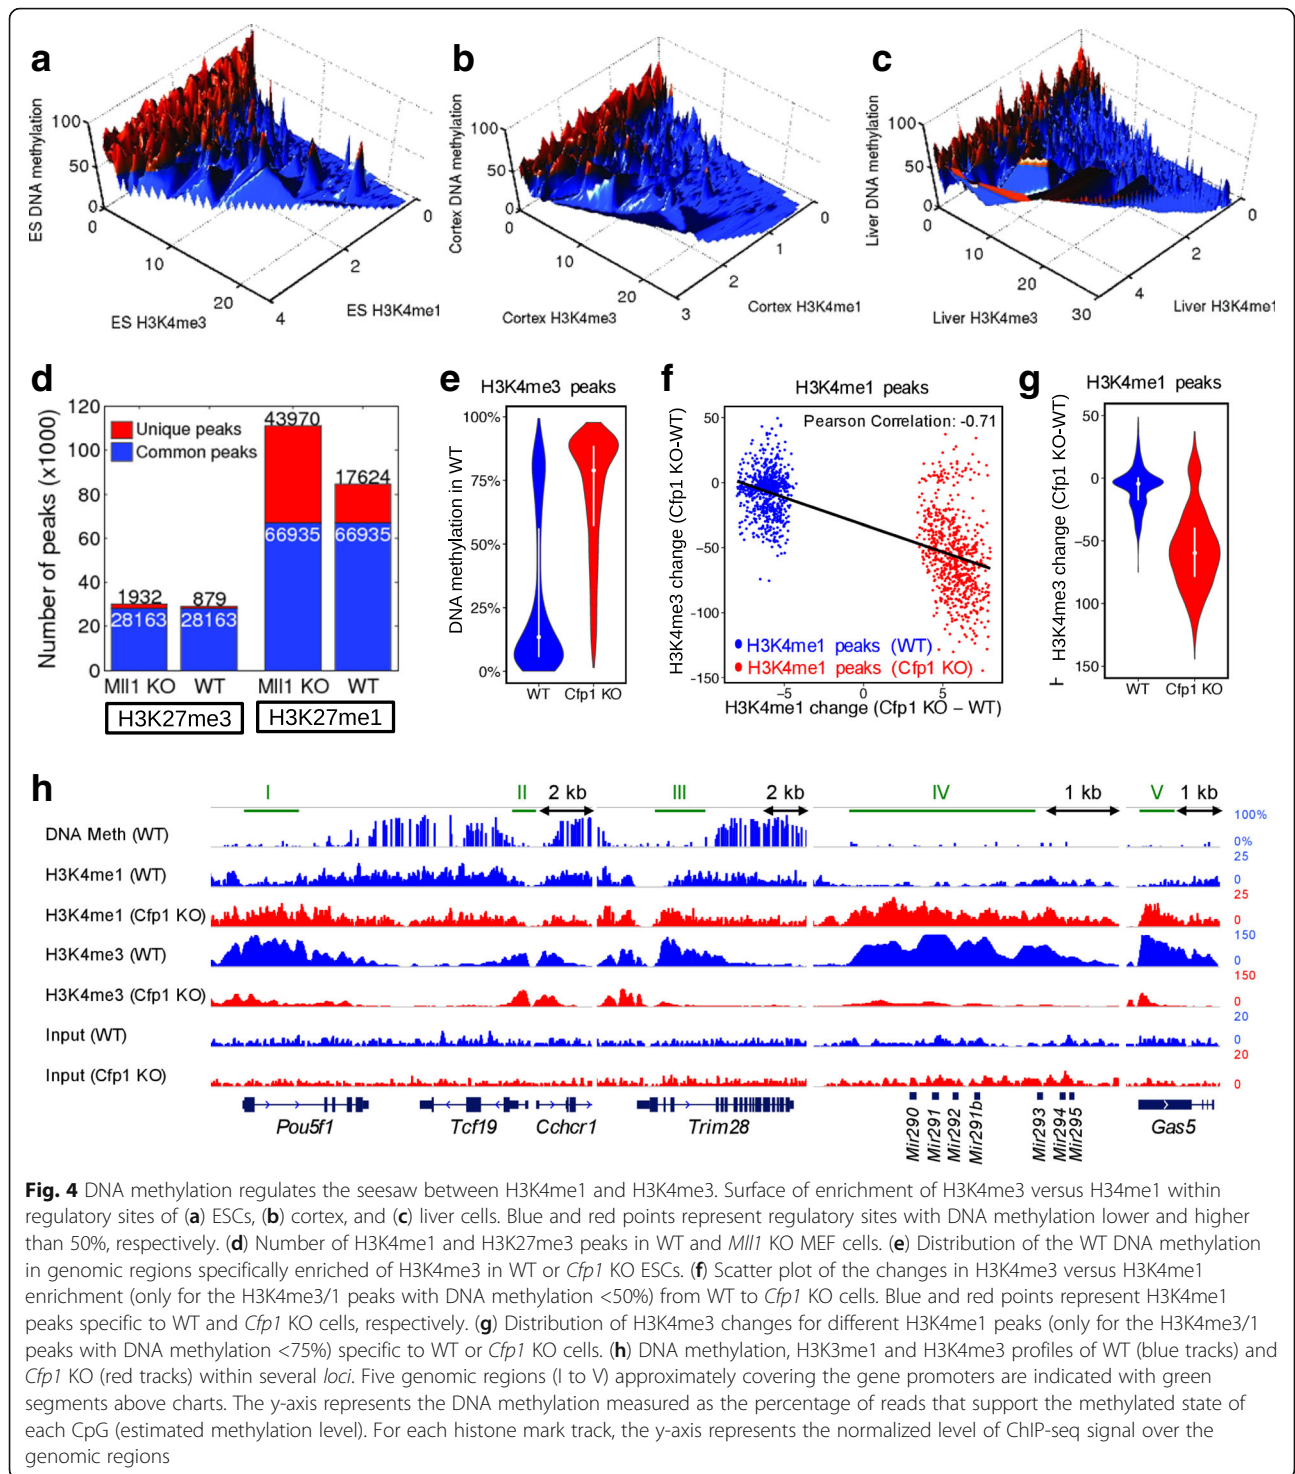 a
b
c
ES DNA methylation
100
50
0
0
10
20
4
2
0
ES H3K4me3
ES H3K4me1
Cortex DNA methylation
100
50
0
0
10
20
3
2
1
0
Cortex H3K4me3
Cortex H3K4me1
Liver DNA methylation
100
50
0
0
10
20
30
4
2
0
Liver H3K4me3
Liver H3K4me1
d
Number of peaks (x1000)
120
100
80
60
40
20
0
Unique peaks
Common peaks
43970
17624
66935
66935
1932
879
28163
28163
Mll1 KO WT Mll1 KO WT
H3K27me3 H3K27me1
e
H3K4me3 peaks
DNA methylation in WT
100%
75%
50%
25%
0%
WT Cfp1 KO
f
H3K4me1 peaks
Pearson Correlation: -0.71
H3K4me3 change (Cfp1 KO-WT)
50
0
-50
-100
-150
H3K4me1 peaks (WT)
H3K4me1 peaks (Cfp1 KO)
−5 5
H3K4me1 change (Cfp1 KO − WT)
g
H3K4me1 peaks
H3K4me3 change (Cfp1 KO-WT)
50
0
−50
100
150
WT Cfp1 KO
h
I II 2 kb III 2 kb IV 1 kb V 1 kb
DNA Meth (WT) 100%
0%
H3K4me1 (WT) 25
0
H3K4me1 (Cfp1 KO) 25
0
H3K4me3 (WT) 150
0
H3K4me3 (Cfp1 KO) 150
0
Input (WT) 20
0
Input (Cfp1 KO) 20
0
Pou5f1 Tcf19 Cchcr1 Trim28 Mir290 Mir291 Mir292 Mir291b Mir293 Mir294 Mir295 Gas5
Fig. 4 DNA methylation regulates the seesaw between H3K4me1 and H3K4me3. Surface of enrichment of H3K4me3 versus H34me1 within
regulatory sites of (a) ESCs, (b) cortex, and (c) liver cells. Blue and red points represent regulatory sites with DNA methylation lower and higher
than 50%, respectively. (d) Number of H3K4me1 and H3K27me3 peaks in WT and Mll1 KO MEF cells. (e) Distribution of the WT DNA methylation
in genomic regions specifically enriched of H3K4me3 in WT or Cfp1 KO ESCs. (f) Scatter plot of the changes in H3K4me3 versus H3K4me1
enrichment (only for the H3K4me3/1 peaks with DNA methylation <50%) from WT to Cfp1 KO cells. Blue and red points represent H3K4me1
peaks specific to WT and Cfp1 KO cells, respectively. (g) Distribution of H3K4me3 changes for different H3K4me1 peaks (only for the H3K4me3/1
peaks with DNA methylation <75%) specific to WT or Cfp1 KO cells. (h) DNA methylation, H3K3me1 and H3K4me3 profiles of WT (blue tracks) and
Cfp1 KO (red tracks) within several loci. Five genomic regions (I to V) approximately covering the gene promoters are indicated with green
segments above charts. The y-axis represents the DNA methylation measured as the percentage of reads that support the methylated state of
each CpG (estimated methylation level). For each histone mark track, the y-axis represents the normalized level of ChIP-seq signal over the
genomic regions